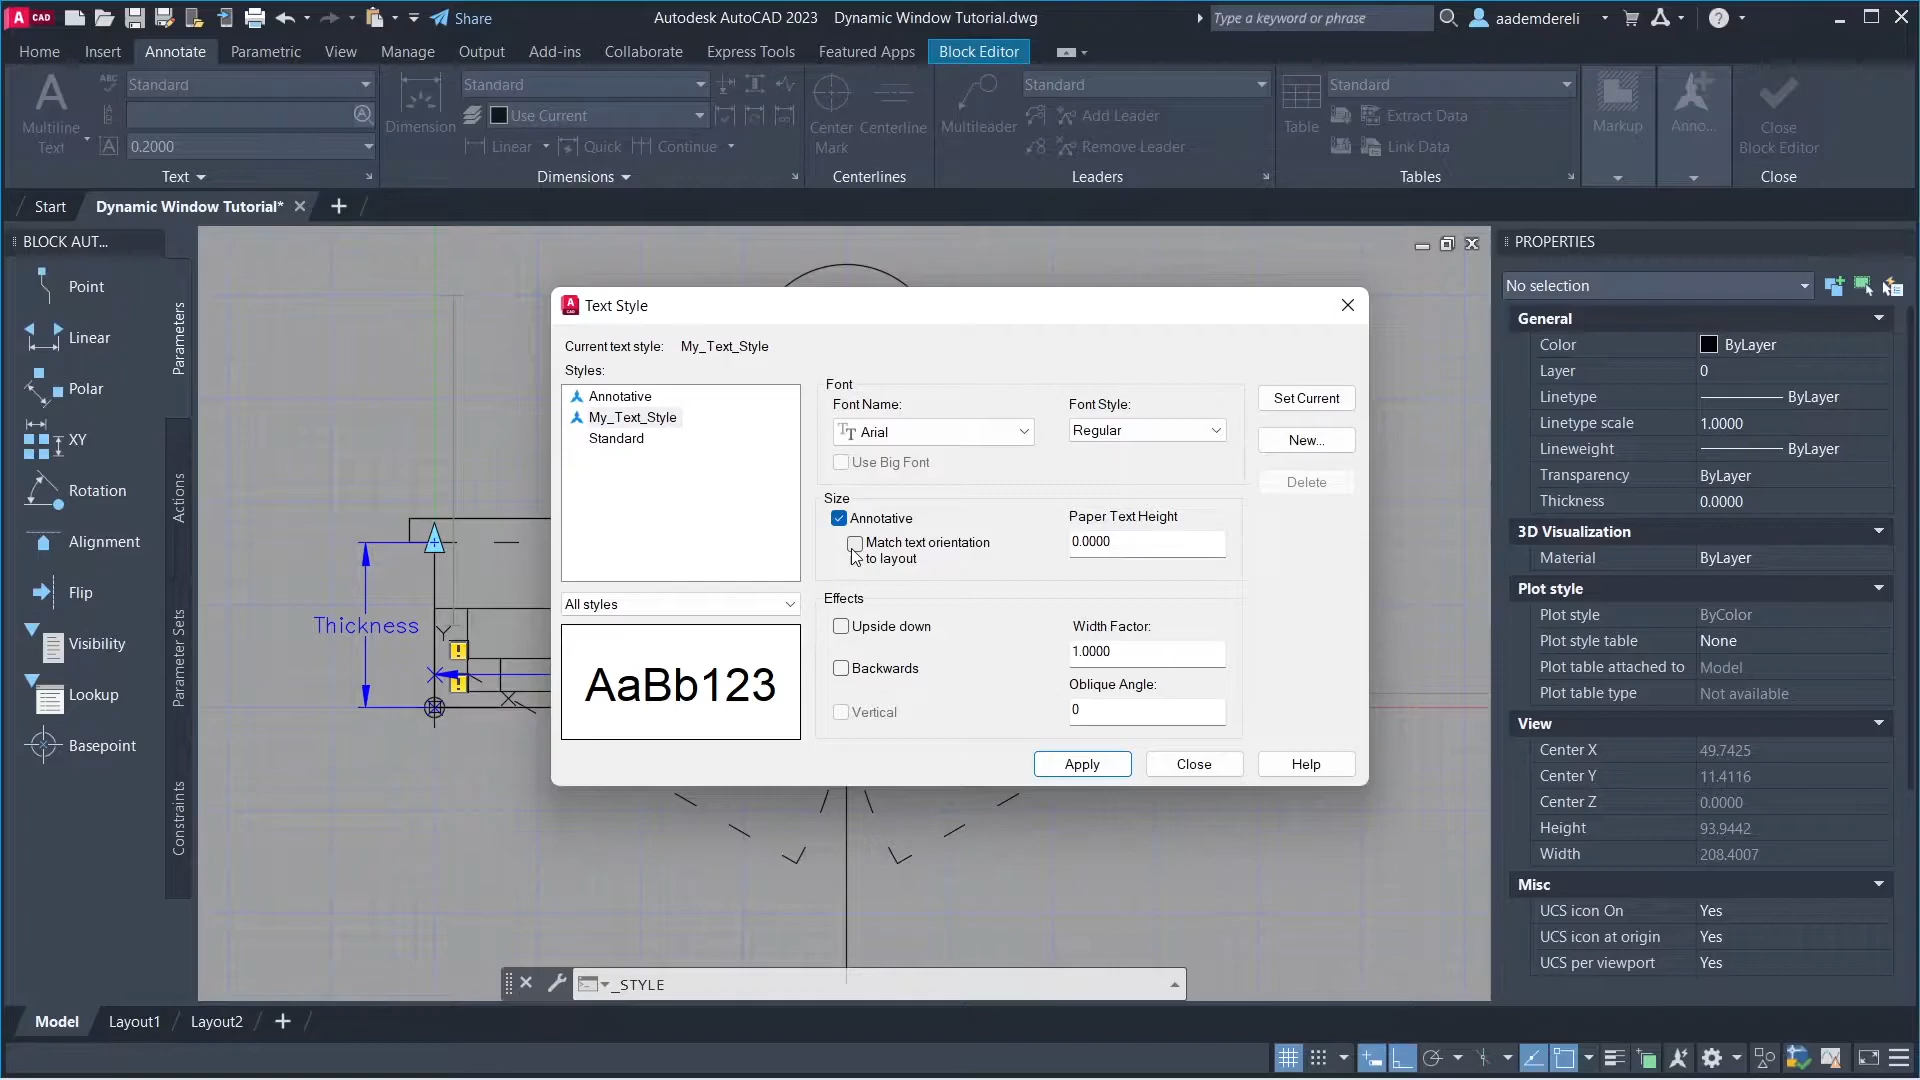 CAD
Share
Autodesk AutoCAD 2023
Dynamic Window Tutorial.dwg
Type a keyword or phrase
aademdereli
Home
Insert
Annotate
Parametric
View
Manage
Output
Add-ins
Collaborate
Express Tools
Featured Apps
Block Editor
Multiline
Text
ABC
Standard
0.2000
Text
Dimension
Standard
Use Current
Linear
Quick
Continue
Dimensions
Center
Mark
Centerline
Centerlines
Multileader
Standard
Add Leader
Remove Leader
Leaders
Table
Standard
Extract Data
Link Data
Tables
Markup
Anno...
Close
Block Editor
Close
Start
Dynamic Window Tutorial*
BLOCK AUT...
Point
Linear
Polar
XY
Rotation
Alignment
Flip
Visibility
Lookup
Basepoint
Parameters
Actions
Parameter Sets
Constraints
Thickness
Y
X
Text Style
Current text style: My_Text_Style
Styles:
Annotative
My_Text_Style
Standard
All styles
AaBb123
Font
Font Name:
Arial
Use Big Font
Font Style:
Regular
Set Current
New...
Delete
Size
Annotative
Match text orientation
to layout
Paper Text Height
0.0000
Effects
Upside down
Backwards
Vertical
Width Factor:
1.0000
Oblique Angle:
0
Apply
Close
Help
_STYLE
PROPERTIES
No selection
General
Color ByLayer
Layer 0
Linetype ByLayer
Linetype scale 1.0000
Lineweight ByLayer
Transparency ByLayer
Thickness 0.0000
3D Visualization
Material ByLayer
Plot style
Plot style ByColor
Plot style table None
Plot table attached to Model
Plot table type Not available
View
Center X 49.7425
Center Y 11.4116
Center Z 0.0000
Height 93.9442
Width 208.4007
Misc
UCS icon On Yes
UCS icon at origin Yes
UCS per viewport Yes
Model
Layout1
Layout2